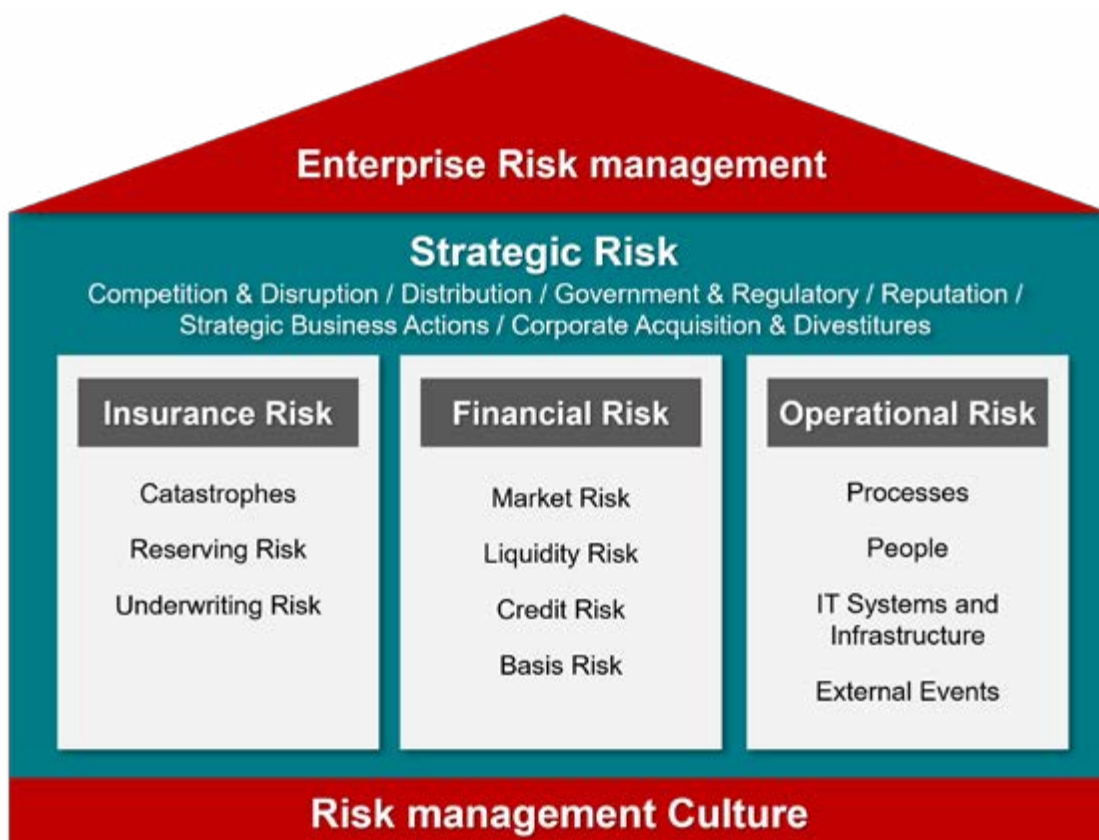 Enterprise Risk management
Strategic Risk
Competition & Disruption / Distribution / Government & Regulatory / Reputation /
Strategic Business Actions / Corporate Acquisition & Divestitures
Insurance Risk
Catastrophes
Reserving Risk
Underwriting Risk
Financial Risk
Market Risk
Liquidity Risk
Credit Risk
Basis Risk
Operational Risk
Processes
People
IT Systems and
Infrastructure
External Events
Risk management Culture